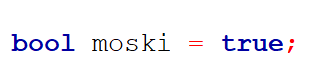 bool moski = true;